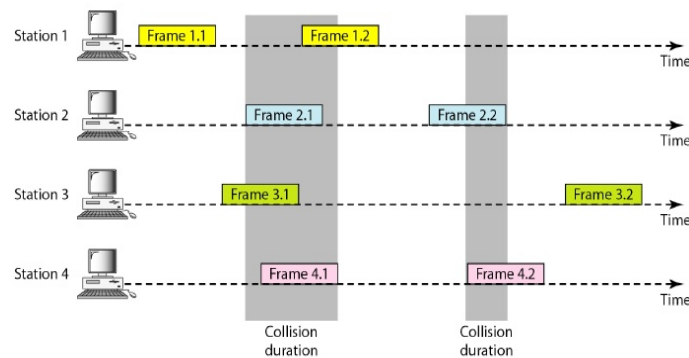 Station 1
Frame 1.1
Frame 1.2
Time
Station 2
Frame 2.1
Frame 2.2
Time
Station 3
Frame 3.1
Frame 3.2
Time
Station 4
Frame 4.1
Frame 4.2
Time
Collision
duration
Collision
duration